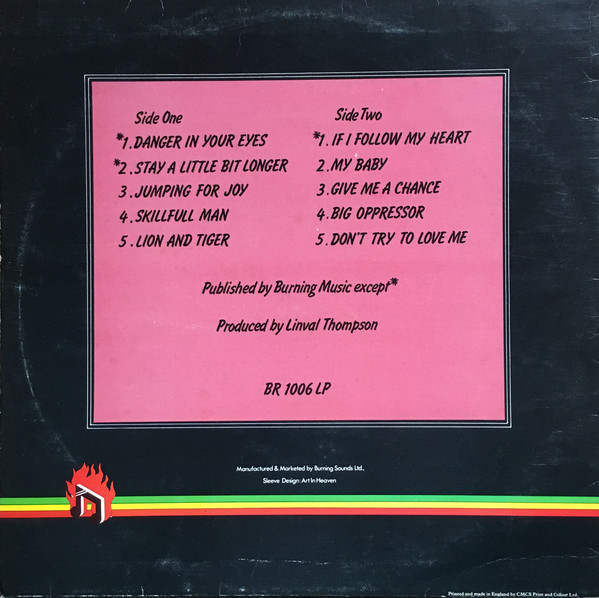 Side One
*1. DANGER IN YOUR EYES
*2. STAY A LITTLE BIT LONGER
3. JUMPING FOR JOY
4. SKILLFULL MAN
5. LION AND TIGER
Side Two
*1. IF I FOLLOW MY HEART
2. MY BABY
3. GIVE ME A CHANCE
4. BIG OPPRESSOR
5. DON'T TRY TO LOVE ME
Published by Burning Music except*
Produced by Linval Thompson
BR 1006 LP
Manufactured & Marketed by Burning Sounds Ltd.,
Sleeve Design: Art In Heaven
Printed and made in England by CMCS Print and Colour Ltd.